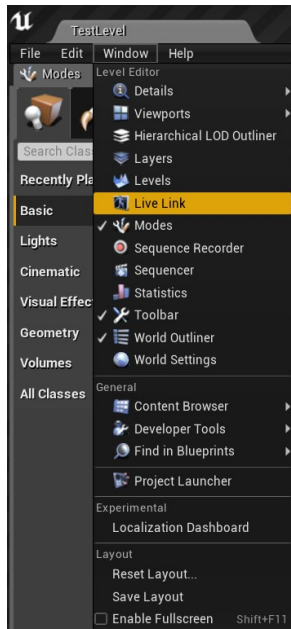 TestLevel
File Edit Window Help
Modes
Level Editor
Details
Viewports
Hierarchical LOD Outliner
Search Clas
Layers
Recently Pla
Levels
Basic
Live Link
Modes
Lights
Sequence Recorder
Cinematic
Sequencer
Statistics
Visual Effec
Toolbar
Geometry
World Outliner
Volumes
World Settings
All Classes
General
Content Browser
Developer Tools
Find in Blueprints
Project Launcher
Experimental
Localization Dashboard
Layout
Reset Layout...
Save Layout
Enable Fullscreen Shift+F11